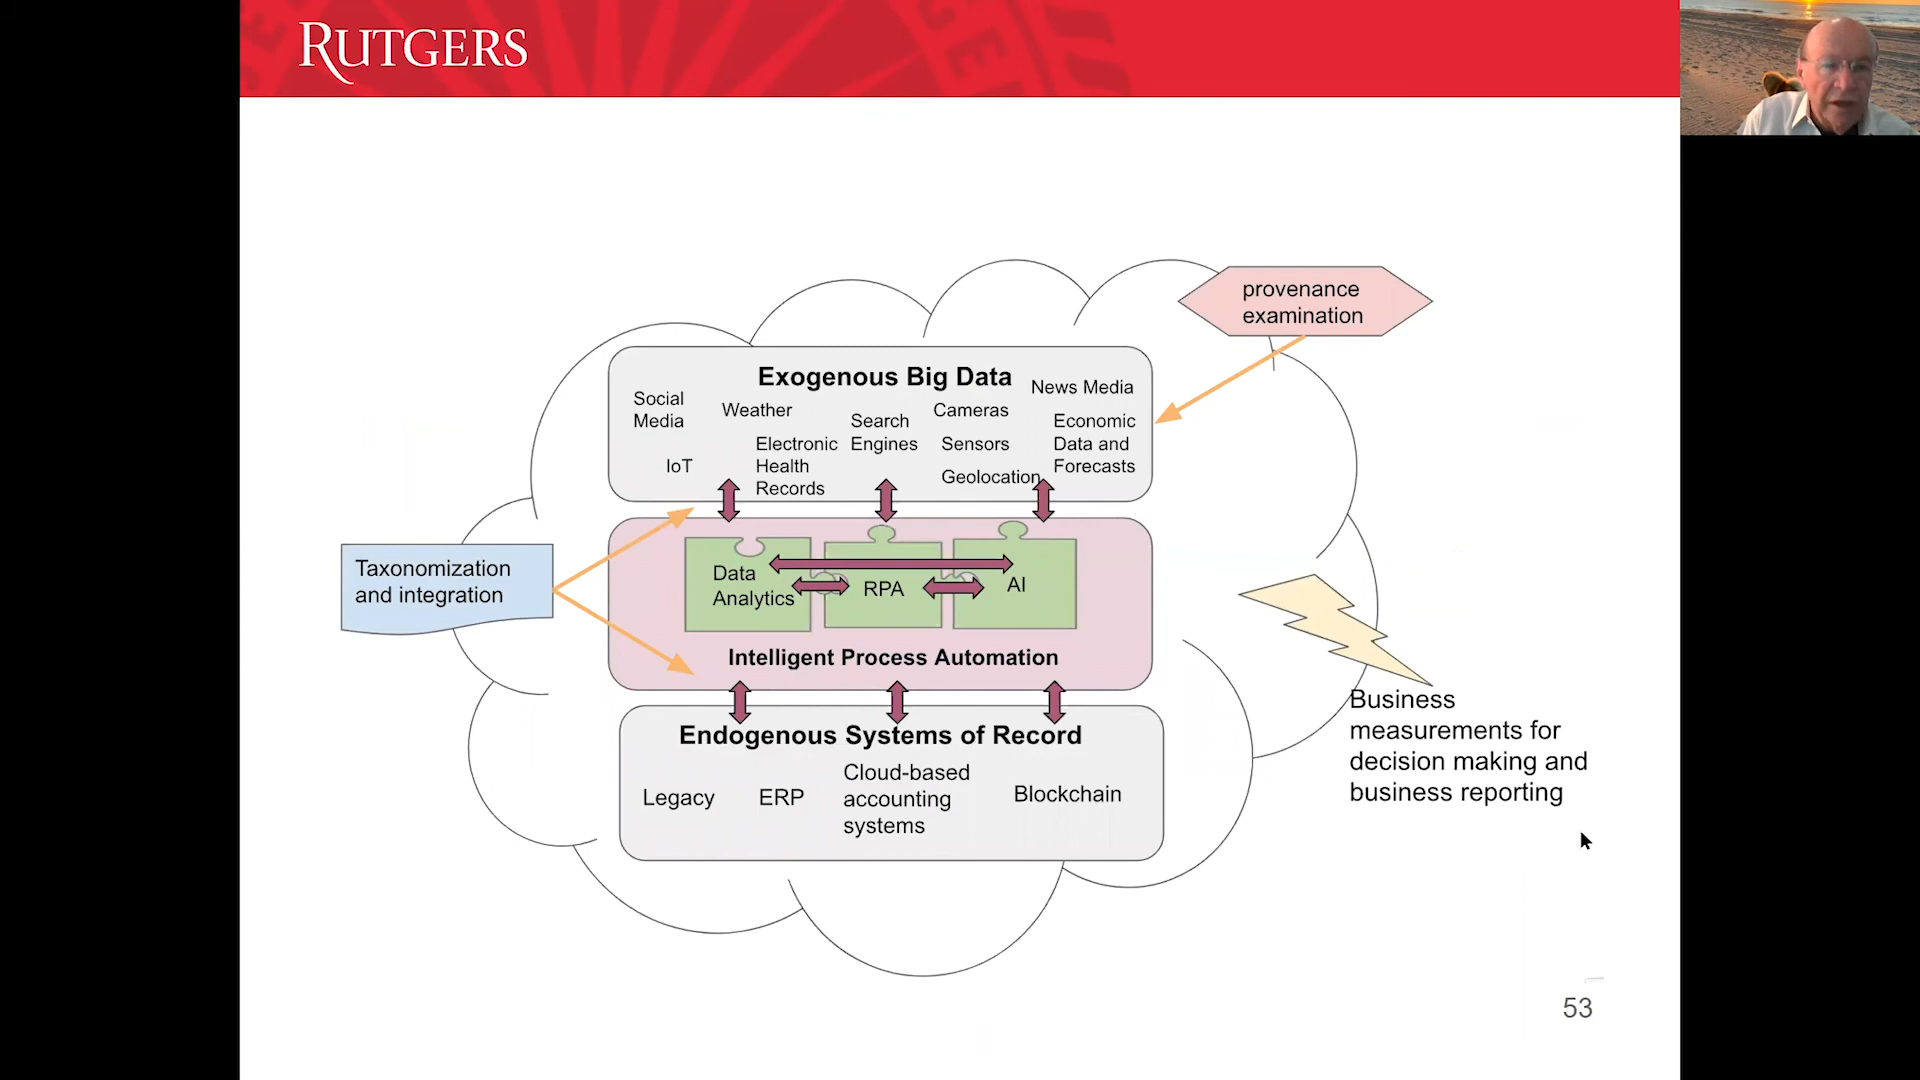 RUTGERS
provenance
examination
Exogenous Big Data
News Media
Social
Media
Weather
Cameras
Search
Engines
Economic
Data and
Forecasts
Electronic
Health
Records
Sensors
IoT
Geolocation
Taxonomization
and integration
Data
Analytics
RPA
AI
Intelligent Process Automation
Business
measurements for
decision making and
business reporting
Endogenous Systems of Record
Legacy
ERP
Cloud-based
accounting
systems
Blockchain
53